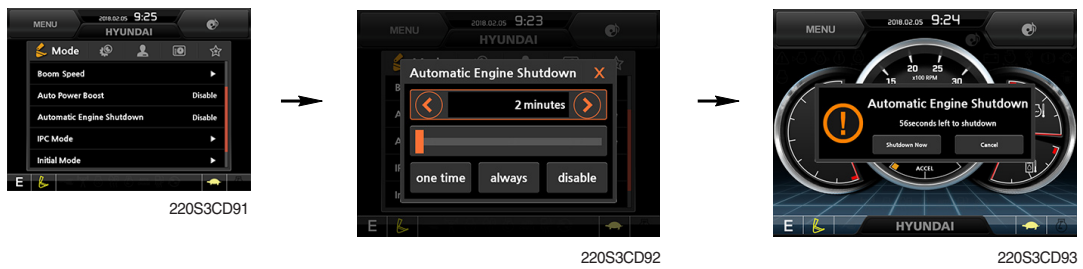 MENU
2018.02.05 9:25
HYUNDAI
Mode
Boom Speed
Auto Power Boost Disable
Automatic Engine Shutdown Disable
IPC Mode
Initial Mode
E
220S3CD91
MENU
2018.02.05 9:23
HYUNDAI
Automatic Engine Shutdown X
2 minutes
one time always disable
E
220S3CD92
MENU
2018.02.05 9:24
HYUNDAI
15 20 25 30
x100 RPM
Automatic Engine Shutdown
56seconds left to shutdown
Shutdown Now Cancel
ACCEL
E HYUNDAI
220S3CD93